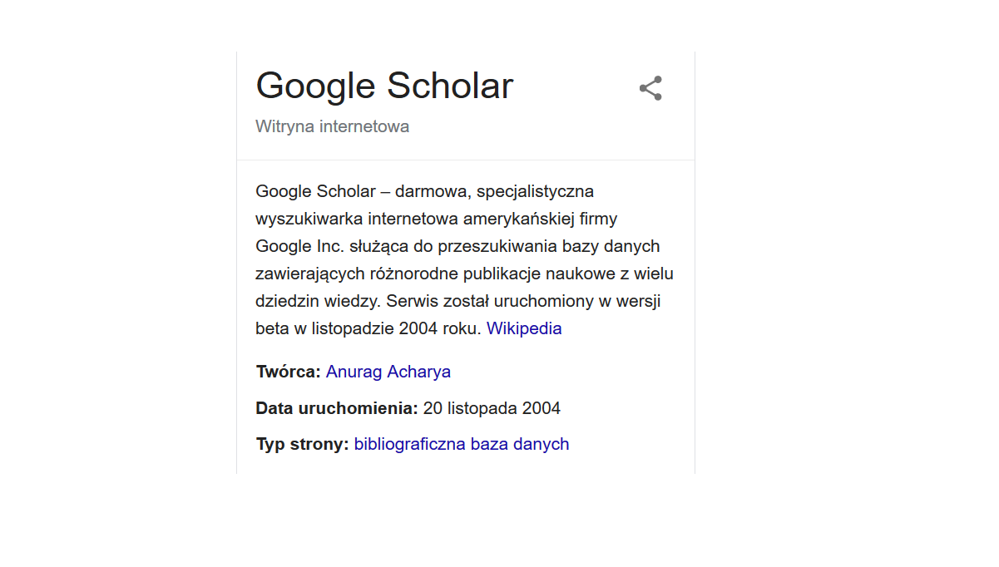 Google Scholar
Witryna internetowa
Google Scholar – darmowa, specjalistyczna
wyszukiwarka internetowa amerykańskiej firmy
Google Inc. służąca do przeszukiwania bazy danych
zawierających różnorodne publikacje naukowe z wielu
dziedzin wiedzy. Serwis został uruchomiony w wersji
beta w listopadzie 2004 roku. Wikipedia
Twórca: Anurag Acharya
Data uruchomienia: 20 listopada 2004
Typ strony: bibliograficzna baza danych